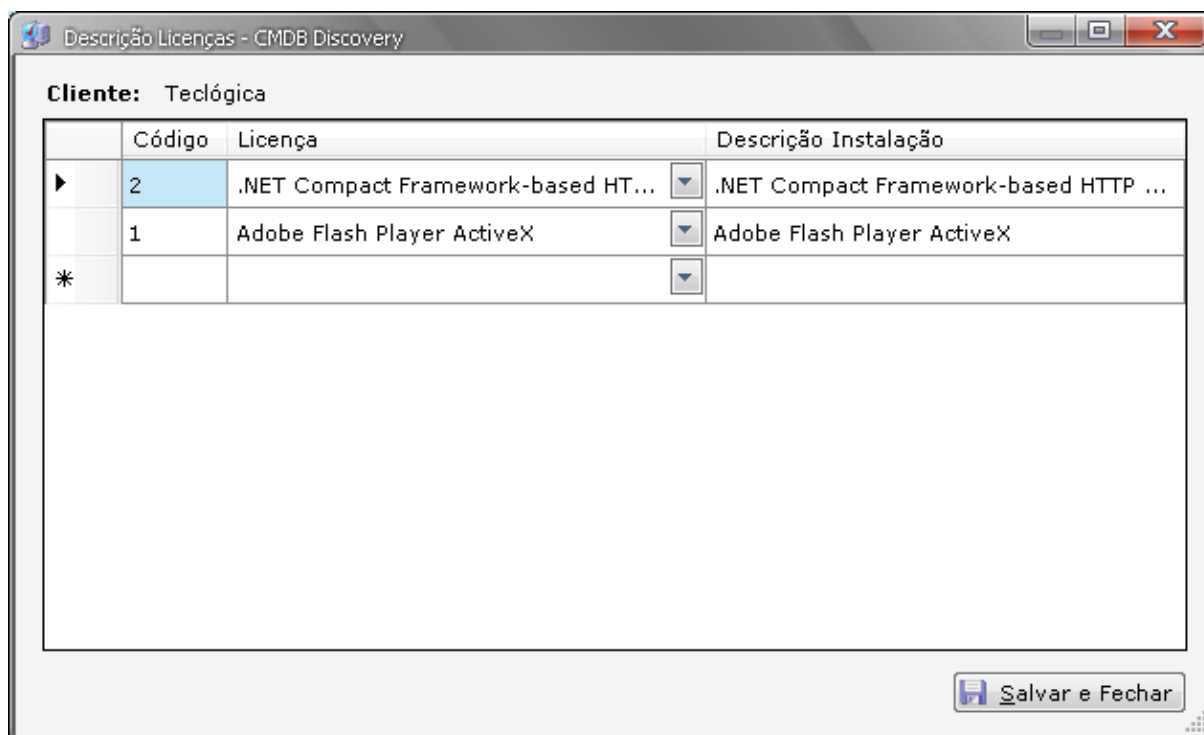 Descrição Licenças - CMDB Discovery
Cliente: Teclógica
Código Licença Descrição Instalação
2 .NET Compact Framework-based HT... .NET Compact Framework-based HTTP ...
1 Adobe Flash Player ActiveX Adobe Flash Player ActiveX
Salvar e Fechar